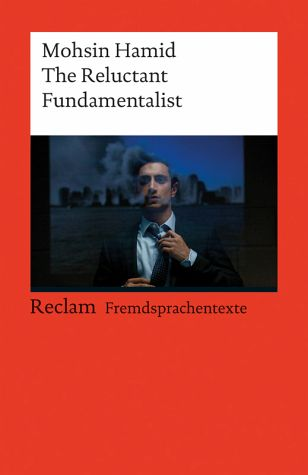 Mohsin Hamid
The Reluctant
Fundamentalist
Reclam Fremdsprachentexte